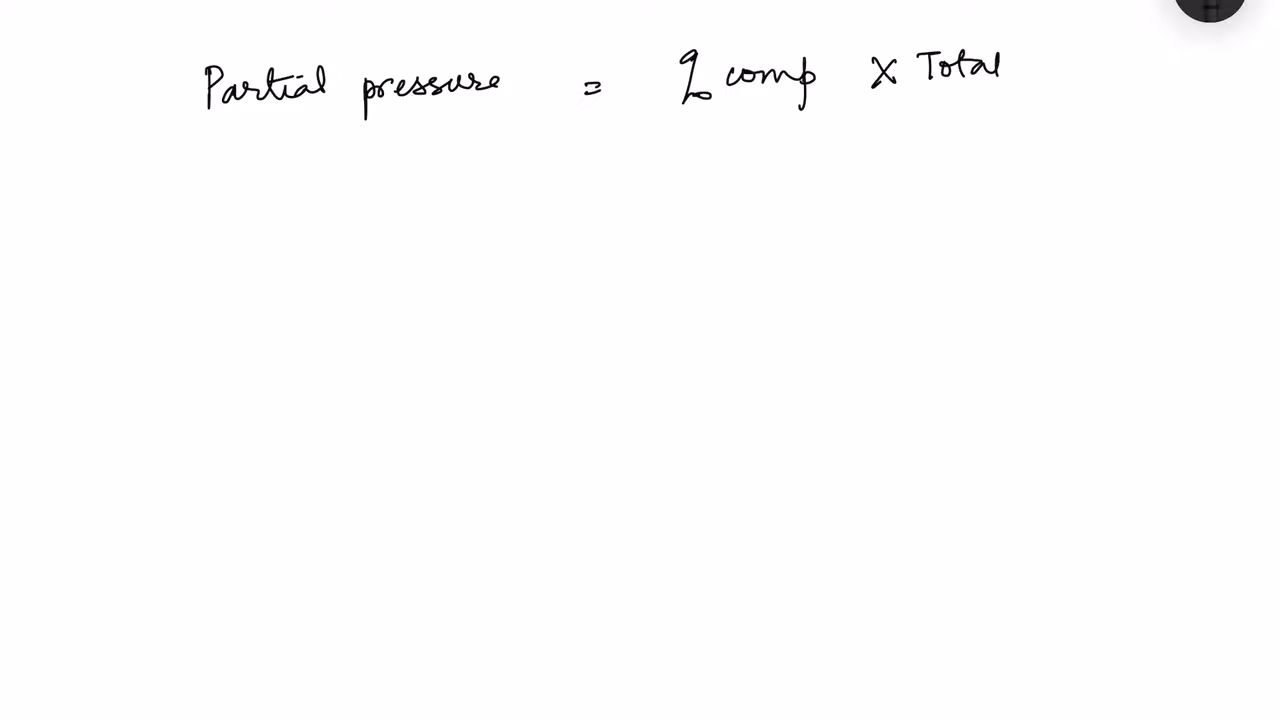 Partial pressure = % comp X Total